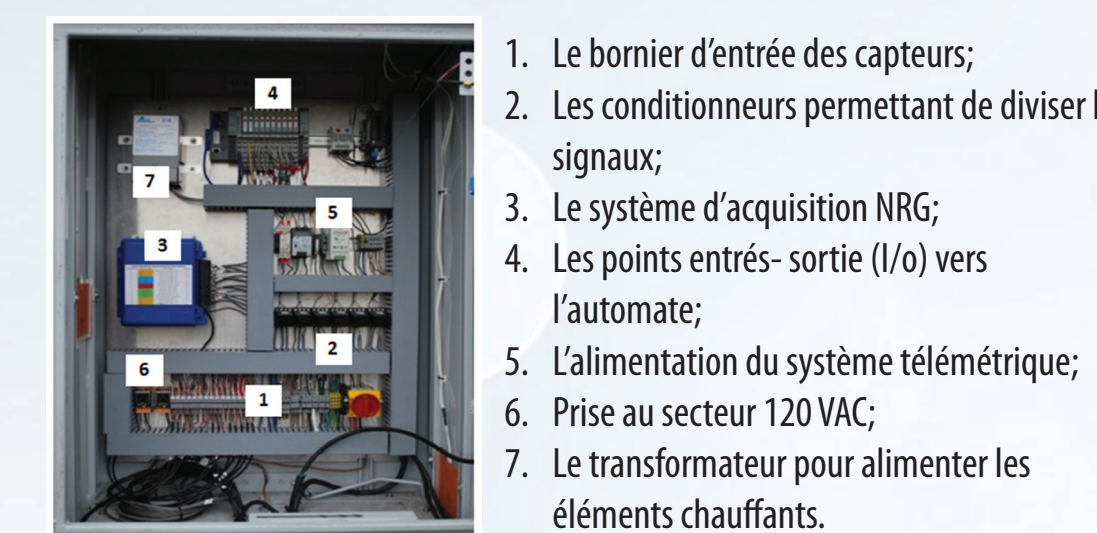 4
7
5
3
2
6
1
1. Le bornier d’entrée des capteurs;
2. Les conditionneurs permettant de diviser
signaux;
3. Le système d’acquisition NRG;
4. Les points entrés- sortie (I/o) vers
l’automate;
5. L’alimentation du système télémétrique;
6. Prise au secteur 120 VAC;
7. Le transformateur pour alimenter les
éléments chauffants.